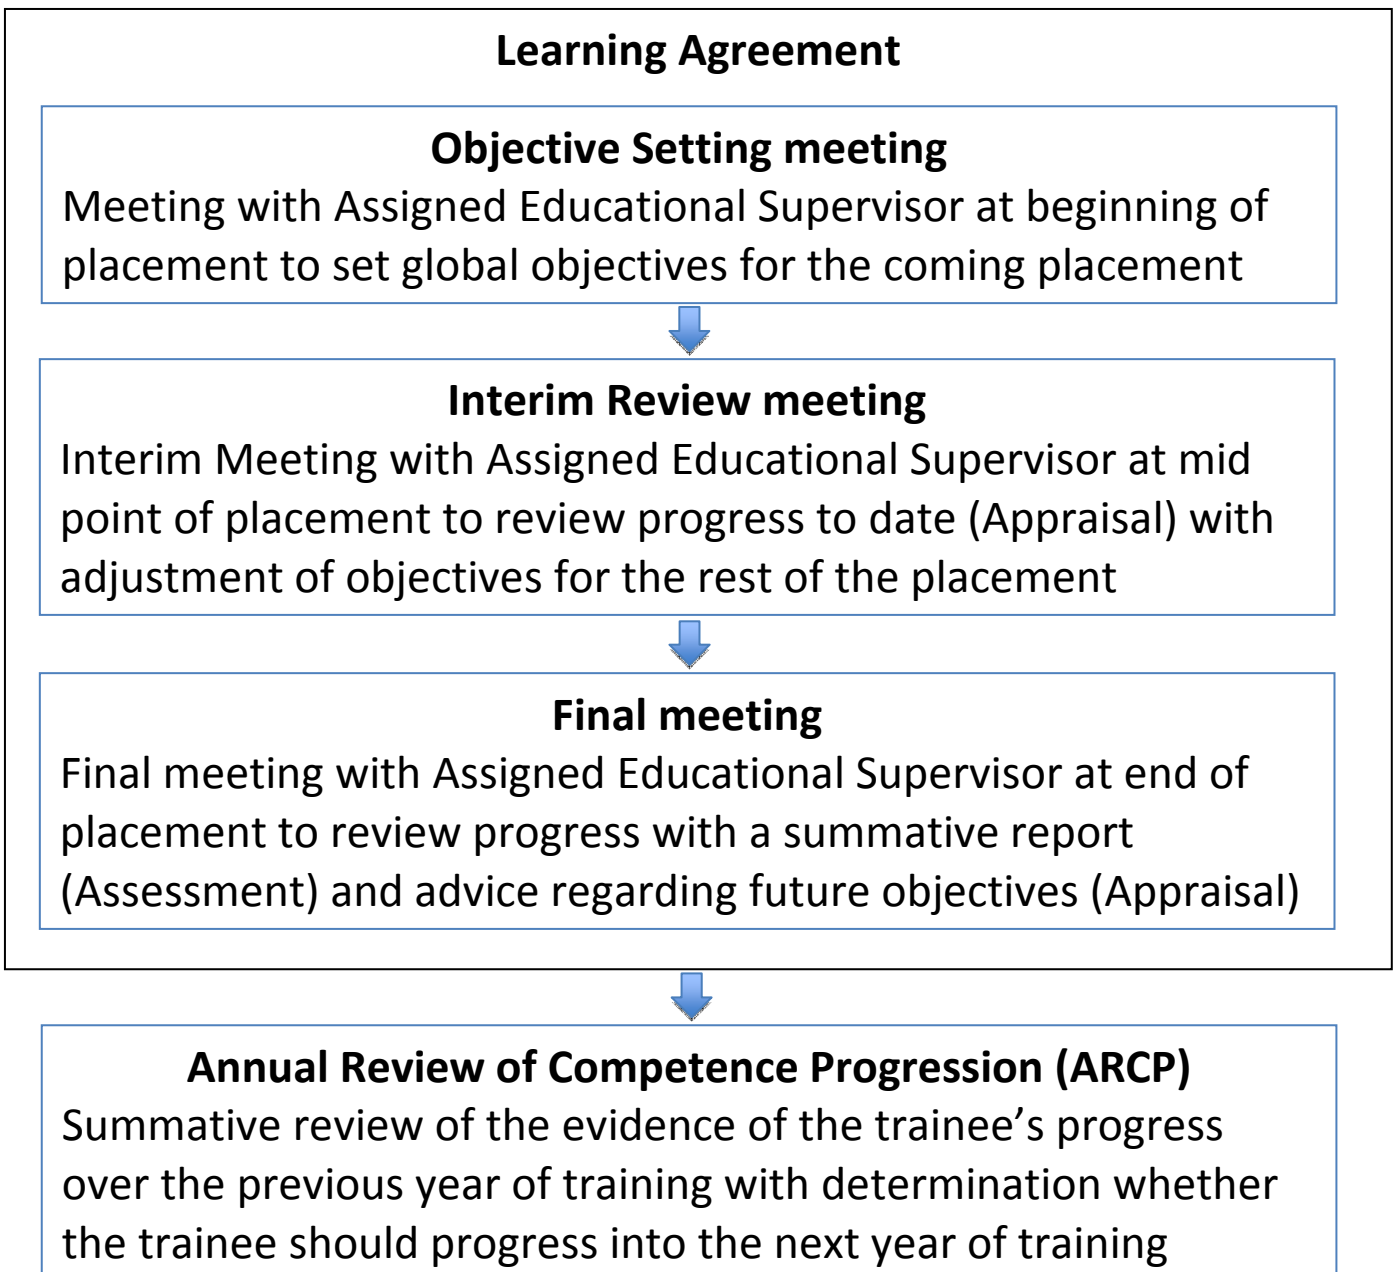 Learning Agreement
Objective Setting meeting
Meeting with Assigned Educational Supervisor at beginning of
placement to set global objectives for the coming placement
Interim Review meeting
Interim Meeting with Assigned Educational Supervisor at mid
point of placement to review progress to date (Appraisal) with
adjustment of objectives for the rest of the placement
Final meeting
Final meeting with Assigned Educational Supervisor at end of
placement to review progress with a summative report
(Assessment) and advice regarding future objectives (Appraisal)
Annual Review of Competence Progression (ARCP)
Summative review of the evidence of the trainee’s progress
over the previous year of training with determination whether
the trainee should progress into the next year of training